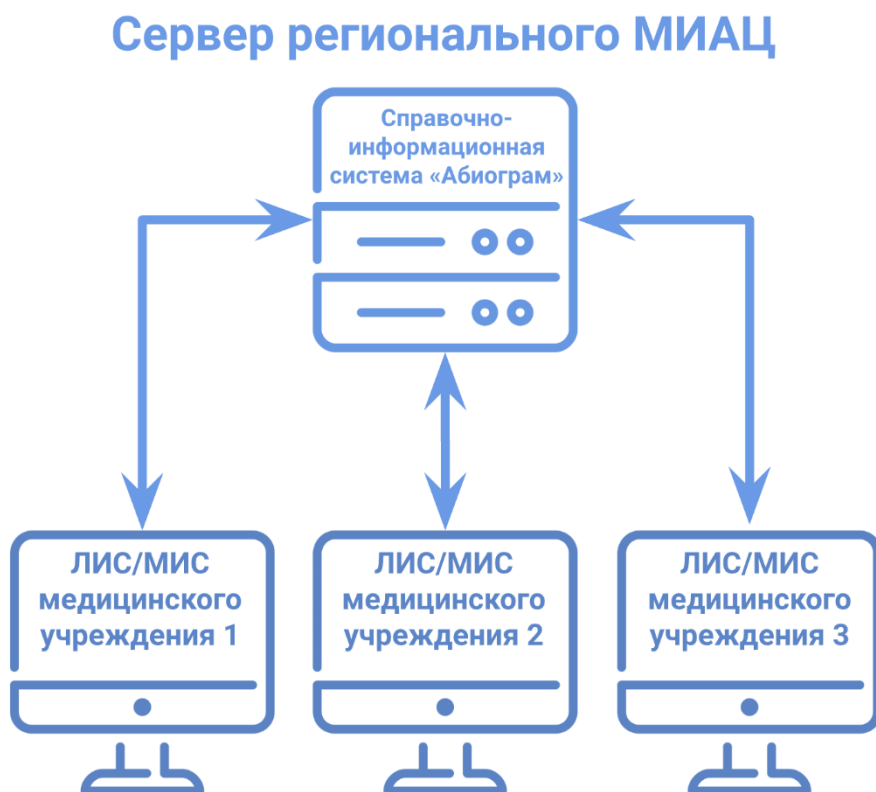 Сервер регионального МИАЦ
Справочно-
информационная
система «Абиограм»
ЛИС/МИС
медицинского
учреждения 1
ЛИС/МИС
медицинского
учреждения 2
ЛИС/МИС
медицинского
учреждения 3